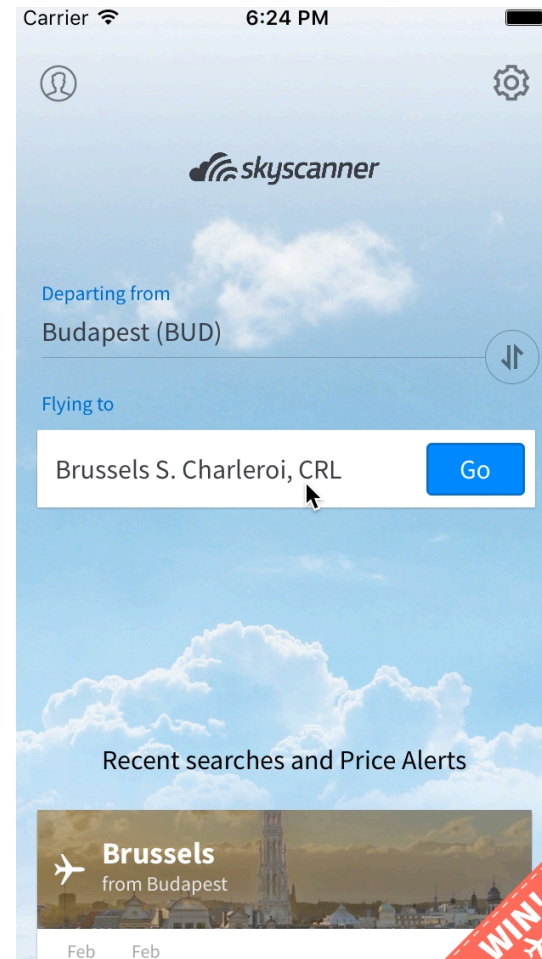 Carrier 6:24 PM
skyscanner
Departing from
Budapest (BUD)
Flying to
Brussels S. Charleroi, CRL Go
Recent searches and Price Alerts
Brussels
from Budapest
WIN!
Feb Feb